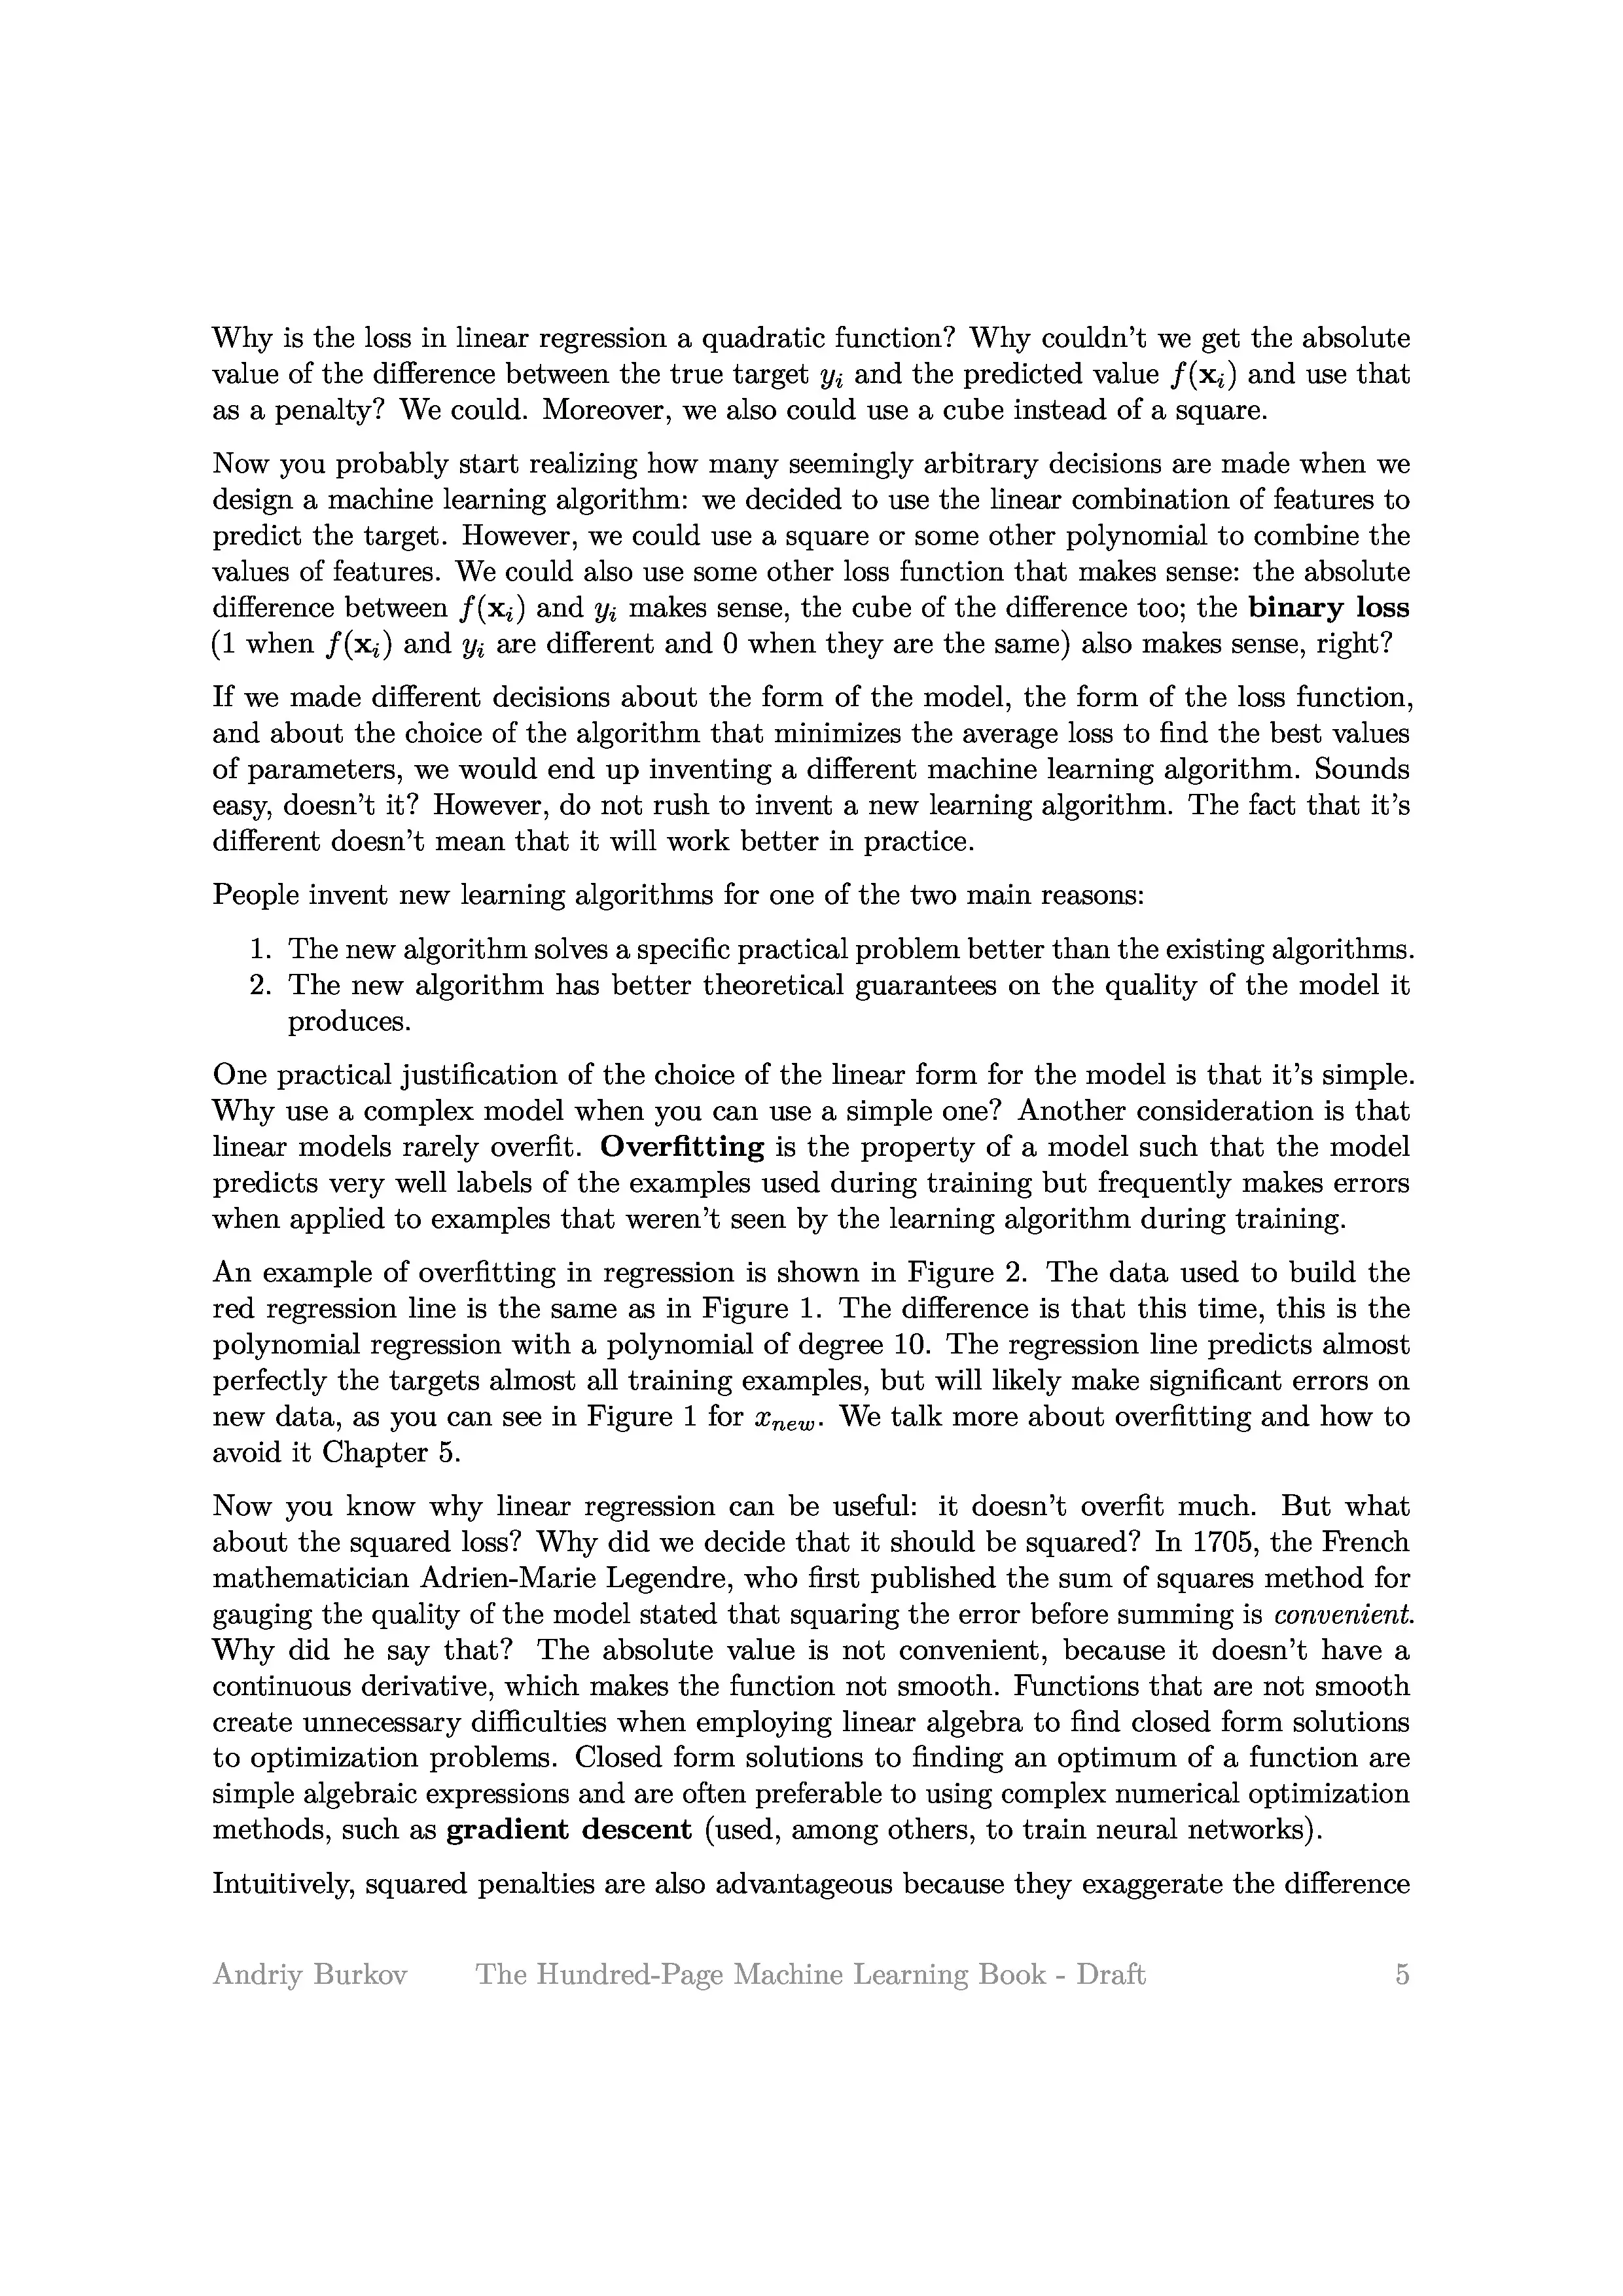 Why is the loss in linear regression a quadratic function? Why couldn't we get the absolute
value of the difference between the true target yᵢ and the predicted value f(xᵢ) and use that
as a penalty? We could. Moreover, we also could use a cube instead of a square.
Now you probably start realizing how many seemingly arbitrary decisions are made when we
design a machine learning algorithm: we decided to use the linear combination of features to
predict the target. However, we could use a square or some other polynomial to combine the
values of features. We could also use some other loss function that makes sense: the absolute
difference between f(xᵢ) and yᵢ makes sense, the cube of the difference too; the binary loss
(1 when f(xᵢ) and yᵢ are different and 0 when they are the same) also makes sense, right?
If we made different decisions about the form of the model, the form of the loss function,
and about the choice of the algorithm that minimizes the average loss to find the best values
of parameters, we would end up inventing a different machine learning algorithm. Sounds
easy, doesn't it? However, do not rush to invent a new learning algorithm. The fact that it's
different doesn't mean that it will work better in practice.
People invent new learning algorithms for one of the two main reasons:
1. The new algorithm solves a specific practical problem better than the existing algorithms.
2. The new algorithm has better theoretical guarantees on the quality of the model it
produces.
One practical justification of the choice of the linear form for the model is that it's simple.
Why use a complex model when you can use a simple one? Another consideration is that
linear models rarely overfit. Overfitting is the property of a model such that the model
predicts very well labels of the examples used during training but frequently makes errors
when applied to examples that weren't seen by the learning algorithm during training.
An example of overfitting in regression is shown in Figure 2. The data used to build the
red regression line is the same as in Figure 1. The difference is that this time, this is the
polynomial regression with a polynomial of degree 10. The regression line predicts almost
perfectly the targets almost all training examples, but will likely make significant errors on
new data, as you can see in Figure 1 for xnew. We talk more about overfitting and how to
avoid it Chapter 5.
Now you know why linear regression can be useful: it doesn't overfit much. But what
about the squared loss? Why did we decide that it should be squared? In 1705, the French
mathematician Adrien-Marie Legendre, who first published the sum of squares method for
gauging the quality of the model stated that squaring the error before summing is convenient.
Why did he say that? The absolute value is not convenient, because it doesn't have a
continuous derivative, which makes the function not smooth. Functions that are not smooth
create unnecessary difficulties when employing linear algebra to find closed form solutions
to optimization problems. Closed form solutions to finding an optimum of a function are
simple algebraic expressions and are often preferable to using complex numerical optimization
methods, such as gradient descent (used, among others, to train neural networks).
Intuitively, squared penalties are also advantageous because they exaggerate the difference
Andriy Burkov The Hundred-Page Machine Learning Book - Draft 5